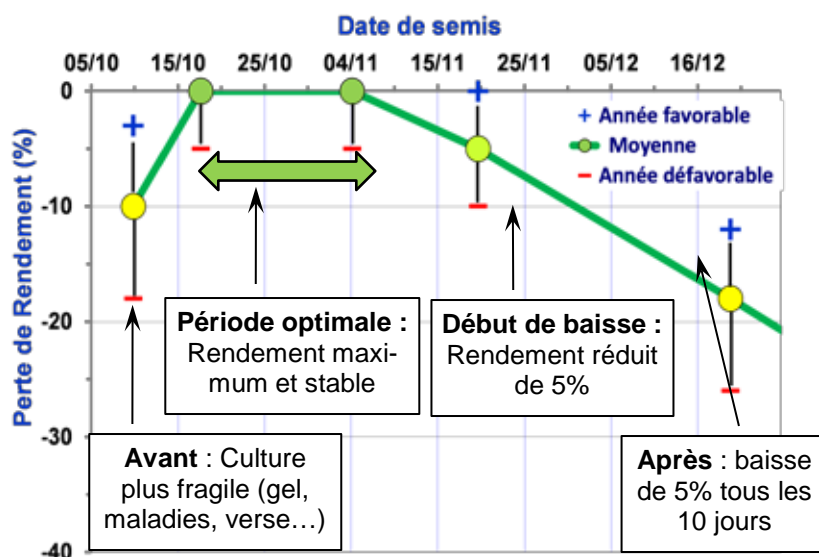 Date de semis
05/10 15/10 25/10 04/11 15/11 25/11 05/12 16/12
Perte de Rendement (%)
0
-10
-20
-30
-40
+ Année favorable
Moyenne
Année défavorable
Période optimale :
Rendement maxi-
mum et stable
Début de baisse :
Rendement réduit
de 5%
Avant : Culture
plus fragile (gel,
maladies, verse…)
Après : baisse
de 5% tous les
10 jours